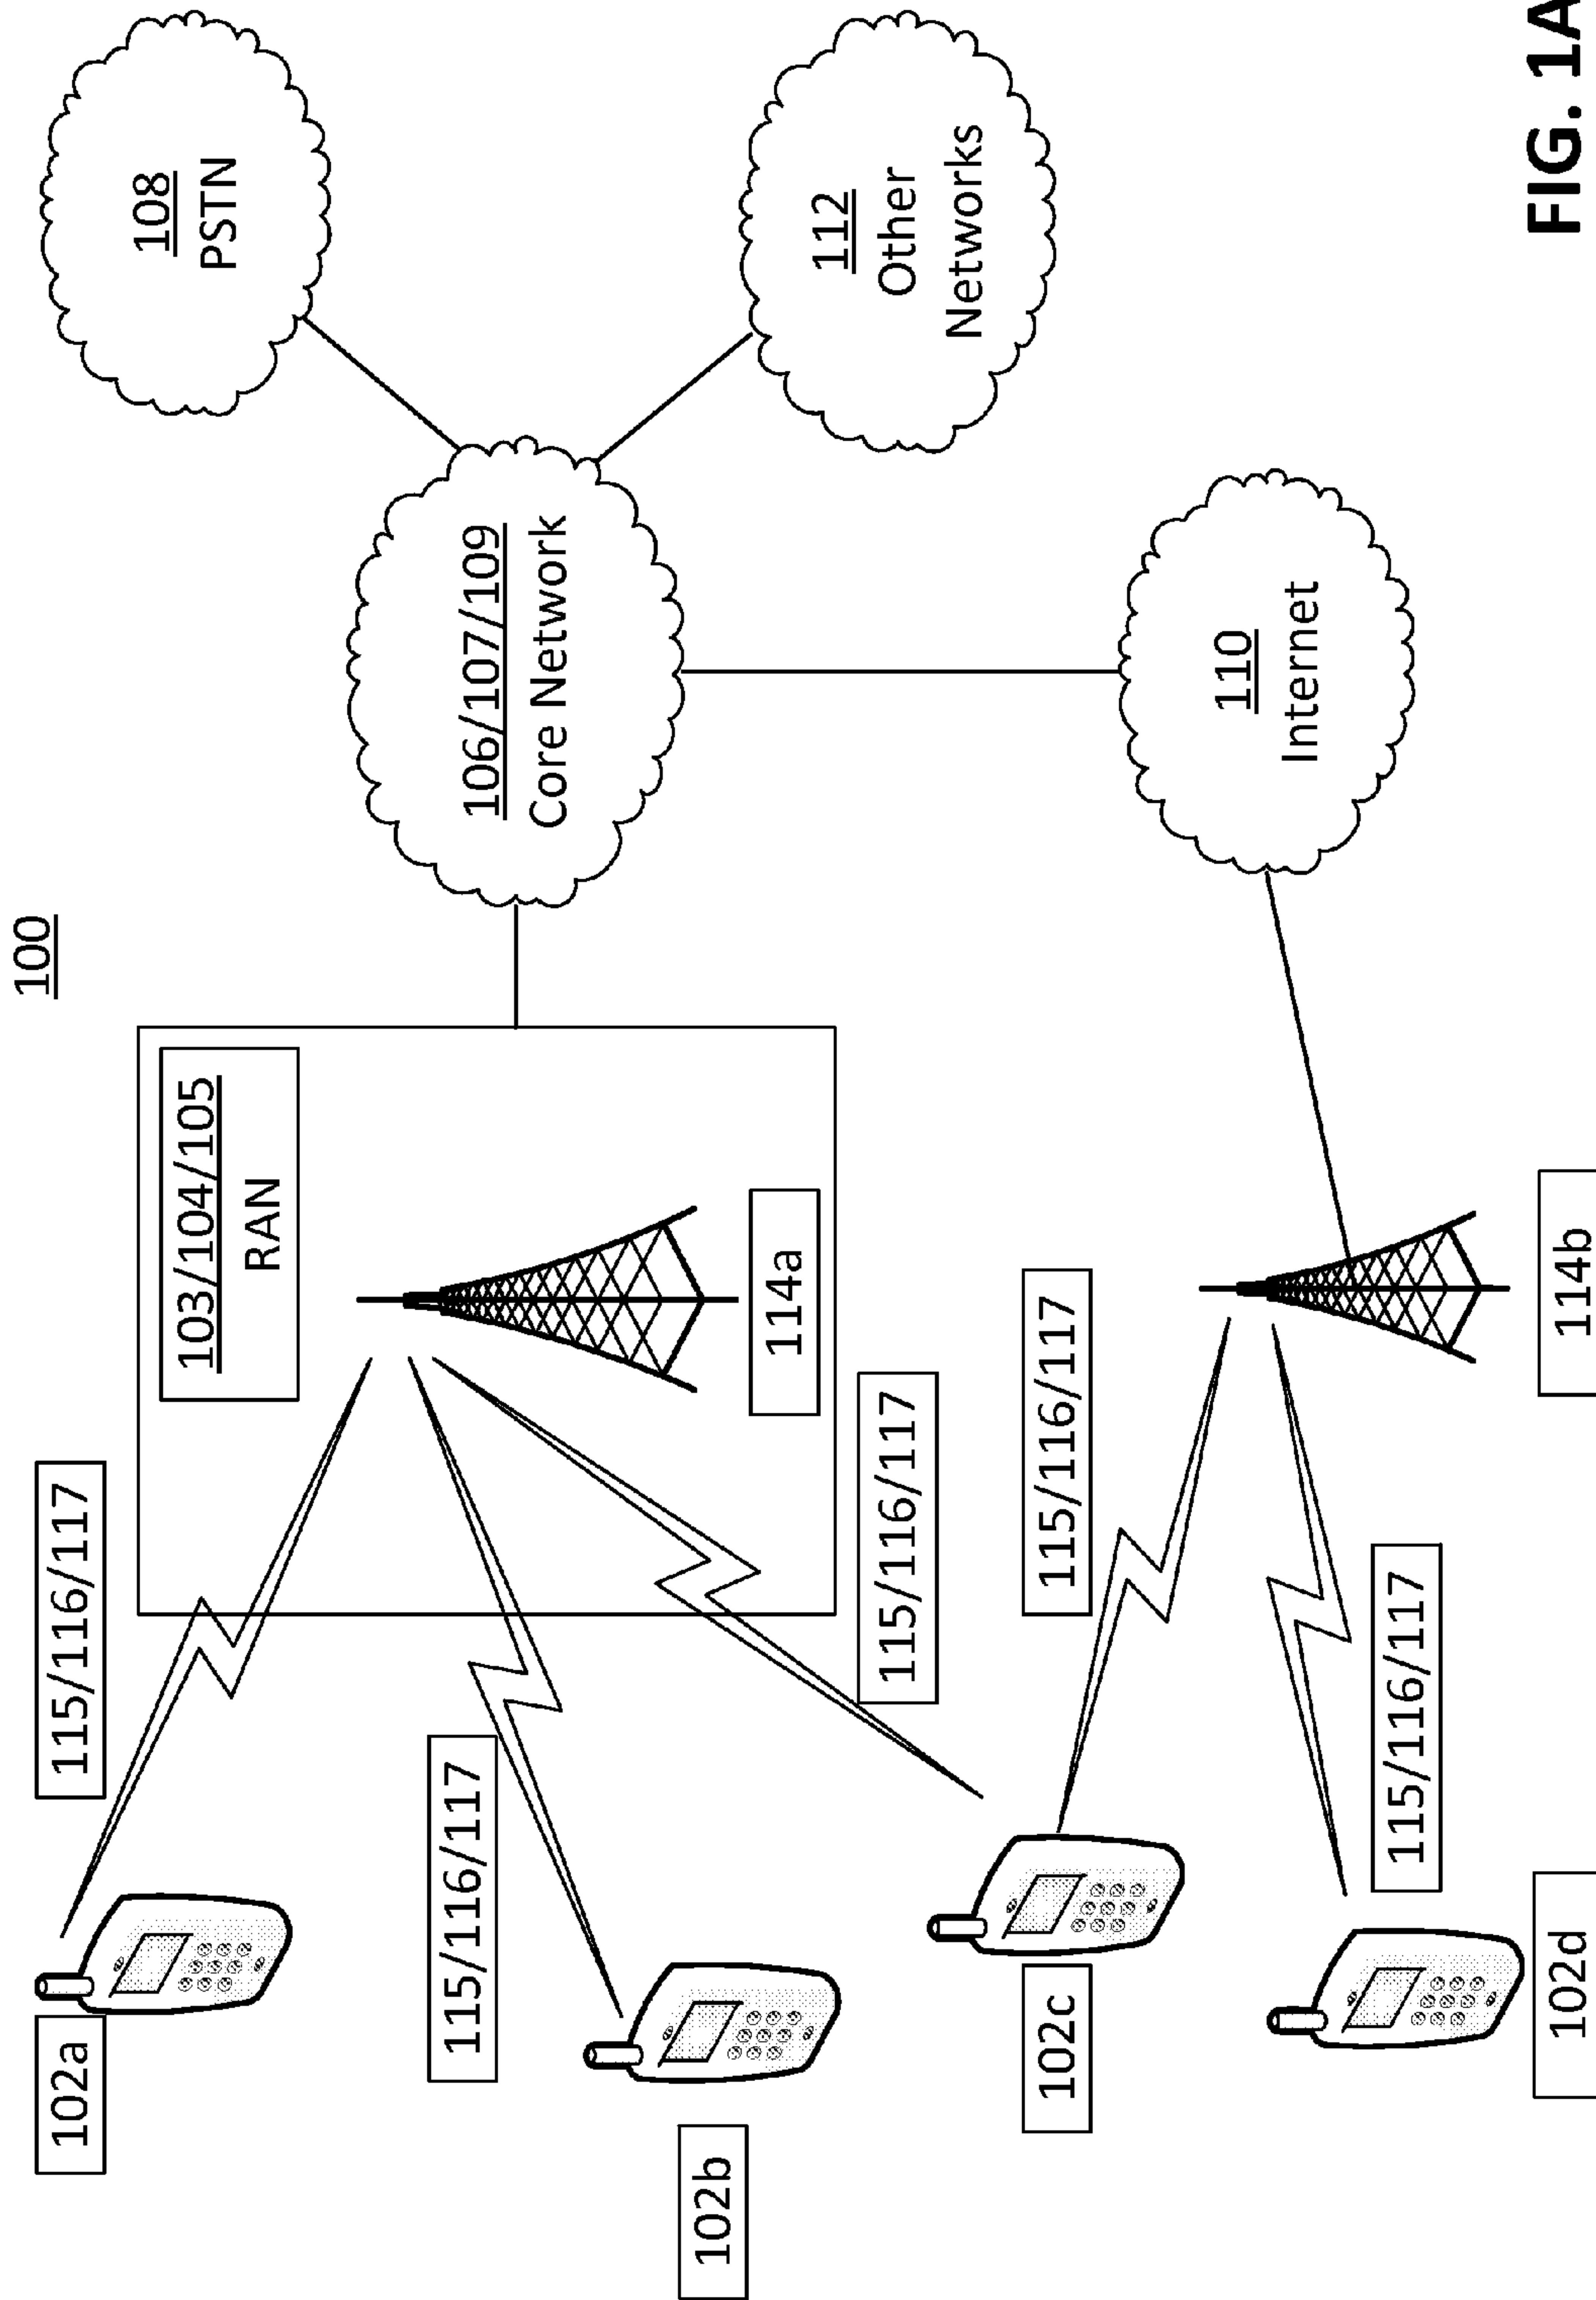 100
102a
115/116/117
103/104/105
RAN
108
PSTN
106/107/109
Core Network
115/116/117
102b
114a
112
Other
Networks
115/116/117
102c
115/116/117
110
Internet
115/116/117
102d
114b
FIG. 1A